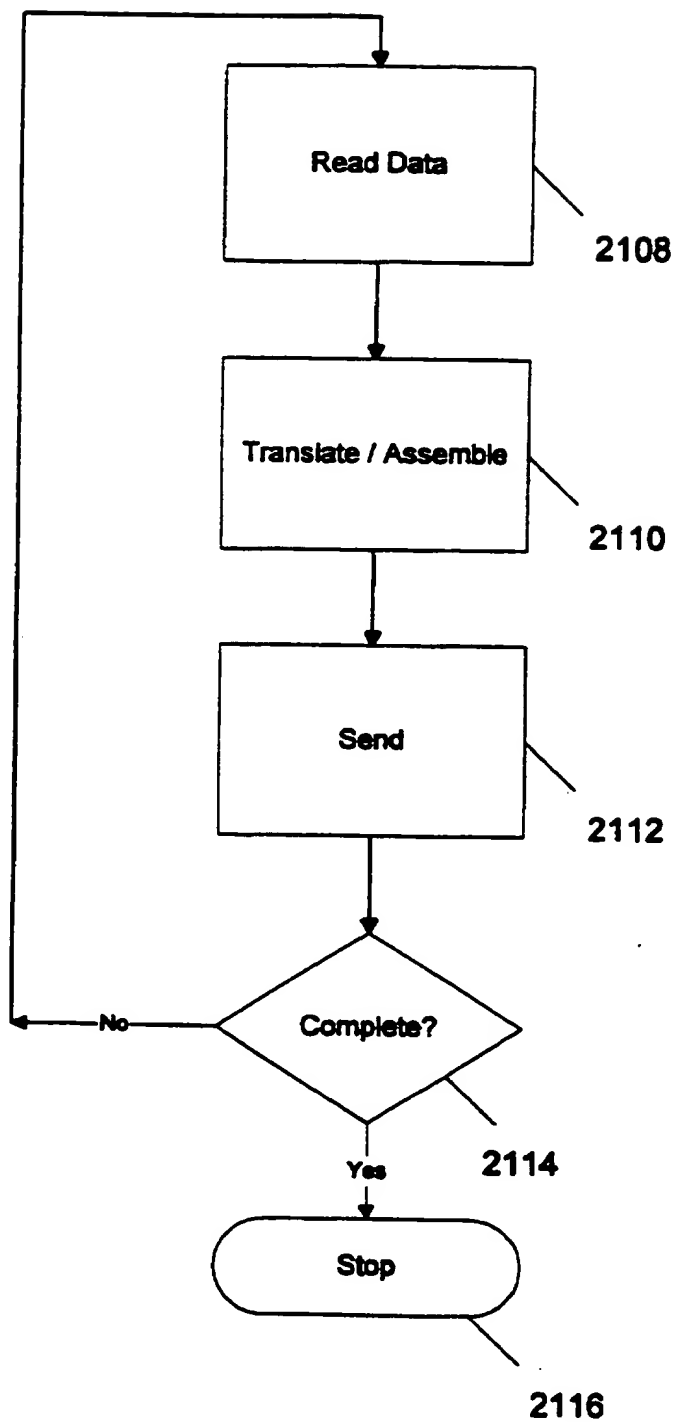 Read Data
2108
Translate / Assemble
2110
Send
2112
Complete?
No
2114
Yes
Stop
2116